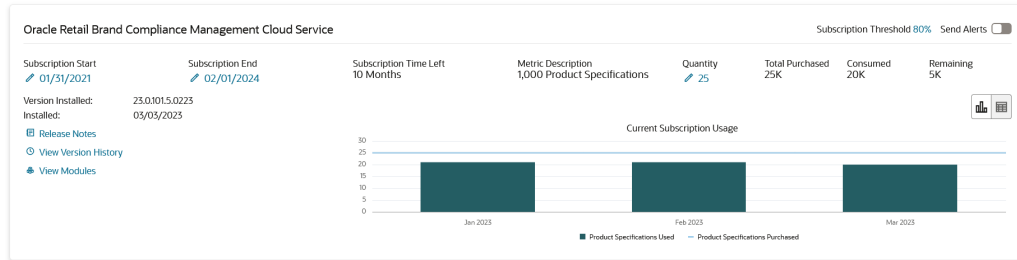 Oracle Retail Brand Compliance Management Cloud Service
Subscription Threshold 80% Send Alerts
Subscription Start Subscription End Subscription Time Left Metric Description Quantity Total Purchased Consumed Remaining
01/31/2021 02/01/2024 10 Months 1,000 Product Specifications 25 25K 20K 5K
Version Installed: 23.0.101.5.0223
Installed: 03/03/2023
Release Notes
View Version History
View Modules
Current Subscription Usage
30
25
20
15
10
5
0
Jan 2023 Feb 2023 Mar 2023
Product Specifications Used Product Specifications Purchased